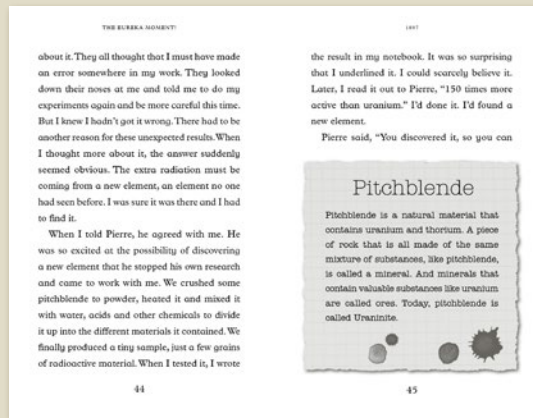 THE EUREKA MOMENT!
about it. They all thought that I must have made
an error somewhere in my work. They looked
down their noses at me and told me to do my
experiments again and be more careful this time.
But I knew I hadn't got it wrong. There had to be
another reason for these unexpected results. When
I thought more about it, the answer suddenly
seemed obvious. The extra radiation must be
coming from a new element, an element no one
had seen before. I was sure it was there and I had
to find it.
When I told Pierre, he agreed with me. He
was so excited at the possibility of discovering
a new element that he stopped his own research
and came to work with me. We crushed some
pitchblende to powder, heated it and mixed it
with water, acids and other chemicals to divide
it up into the different materials it contained. We
finally produced a tiny sample, just a few grains
of radioactive material. When I tested it, I wrote
44
1897
the result in my notebook. It was so surprising
that I underlined it. I could scarcely believe it.
Later, I read it out to Pierre, "150 times more
active than uranium." I'd done it. I'd found a
new element.
Pierre said, "You discovered it, so you can
Pitchblende
Pitchblende is a natural material that
contains uranium and thorium. A piece
of rock that is all made of the same
mixture of substances, like pitchblende,
is called a mineral. And minerals that
contain valuable substances like uranium
are called ores. Today, pitchblende is
called Uraninite.
45